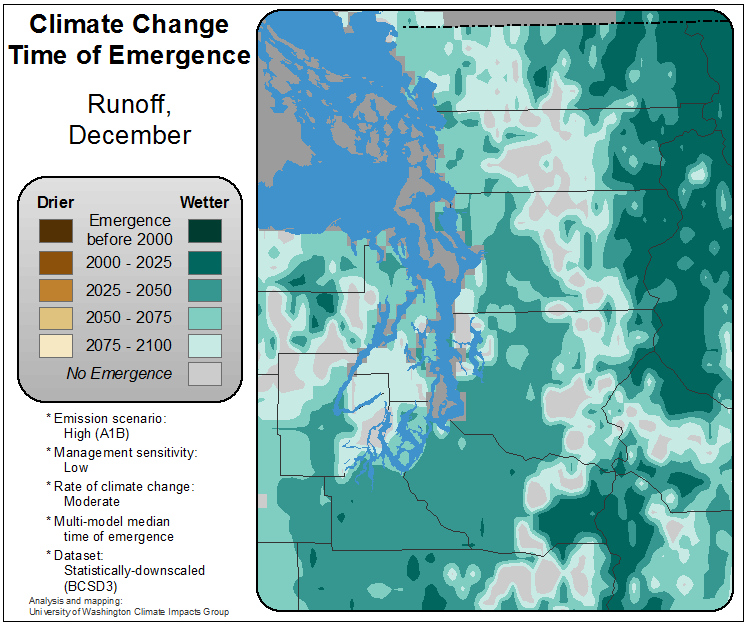 Climate Change
Time of Emergence
Runoff,
December
Drier Wetter
Emergence
before 2000
2000 - 2025
2025 - 2050
2050 - 2075
2075 - 2100
No Emergence
* Emission scenario:
High (A1B)
* Management sensitivity:
Low
* Rate of climate change:
Moderate
* Multi-model median
time of emergence
* Dataset:
Statistically-downscaled
(BCSD3)
Analysis and mapping:
University of Washington Climate Impacts Group